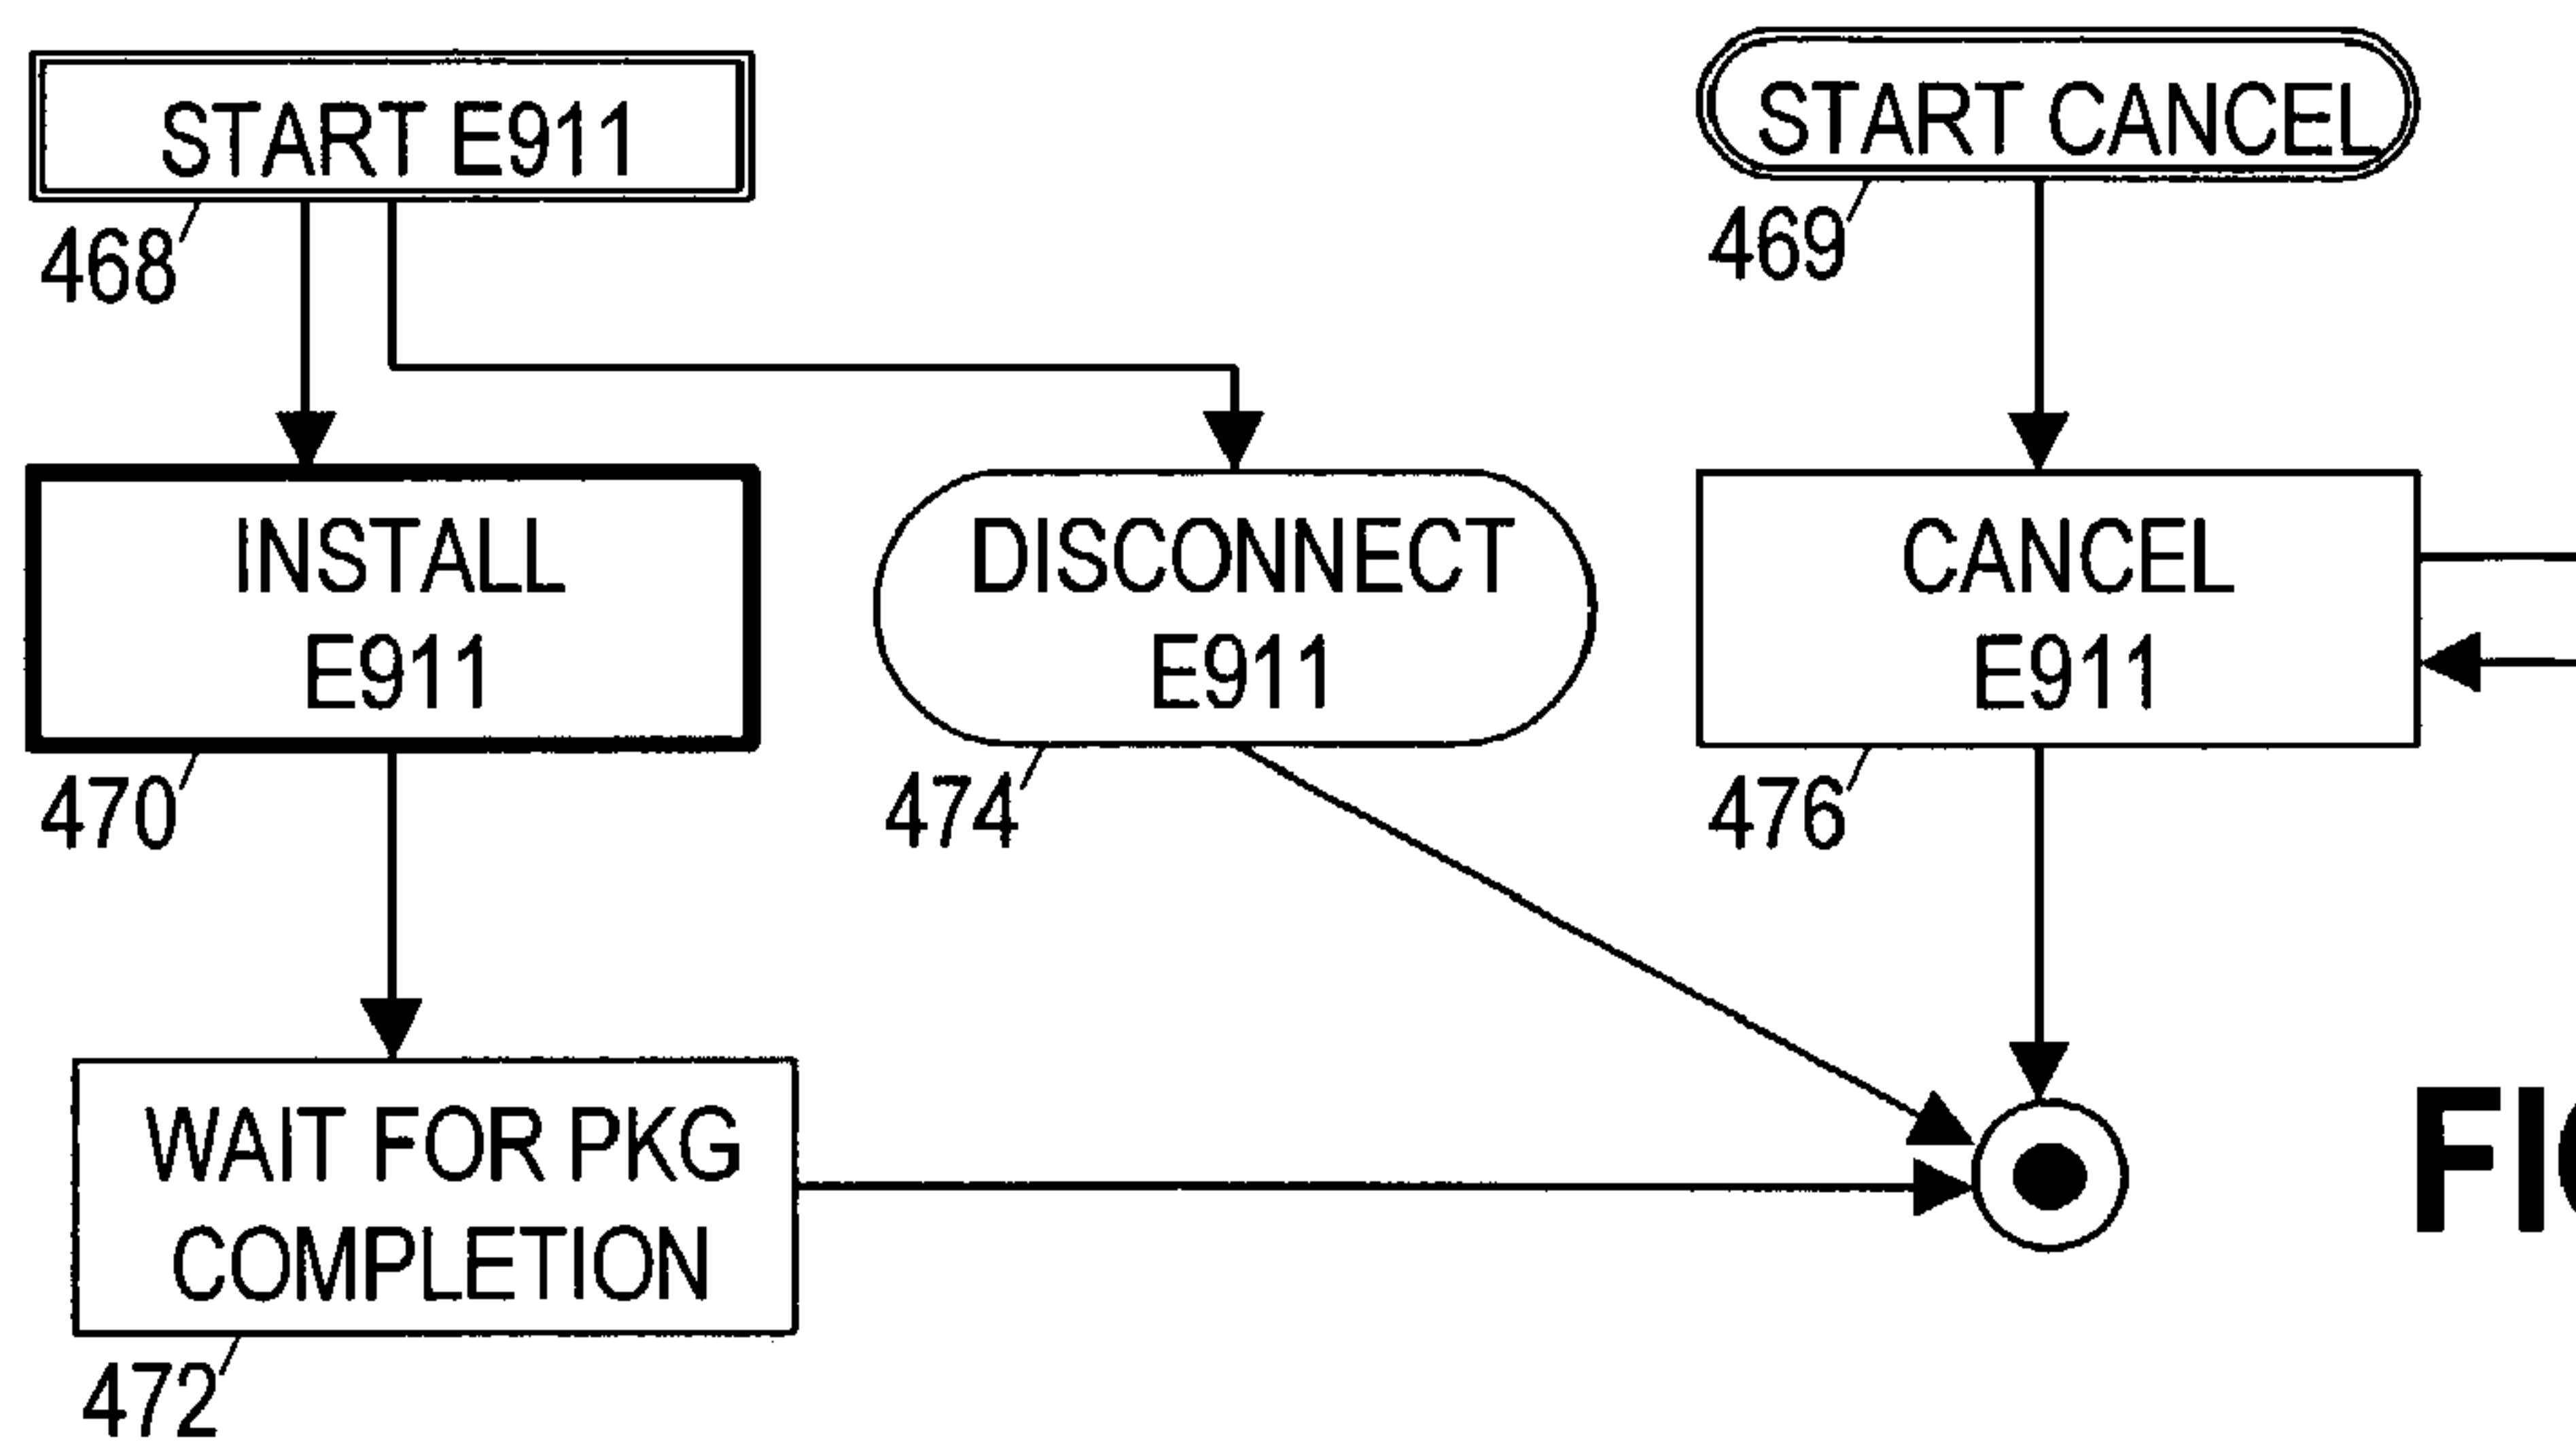 START E911
468
START CANCEL
469
INSTALL
E911
470
DISCONNECT
E911
474
CANCEL
E911
476
WAIT FOR PKG
COMPLETION
472